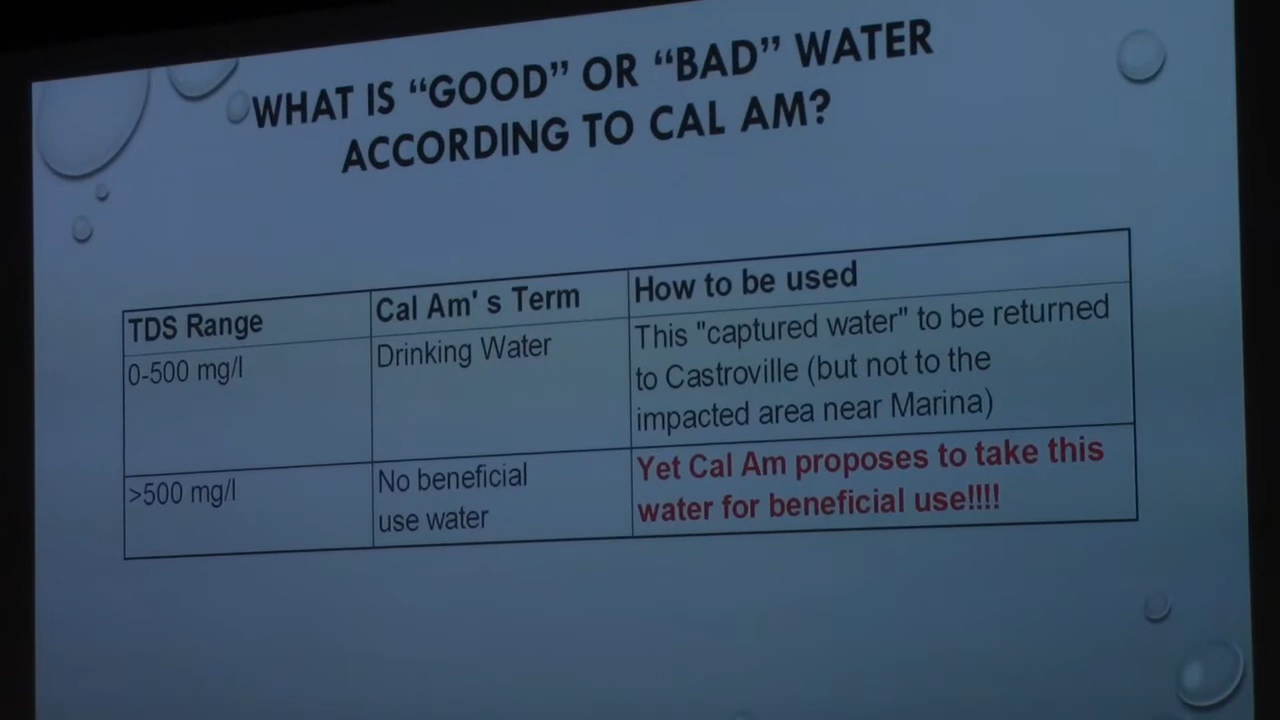 WHAT IS “GOOD” OR “BAD” WATER
ACCORDING TO CAL AM?
TDS Range
Cal Am' s Term
How to be used
0-500 mg/l
Drinking Water
This "captured water" to be returned
to Castroville (but not to the
impacted area near Marina)
>500 mg/l
No beneficial
use water
Yet Cal Am proposes to take this
water for beneficial use!!!!